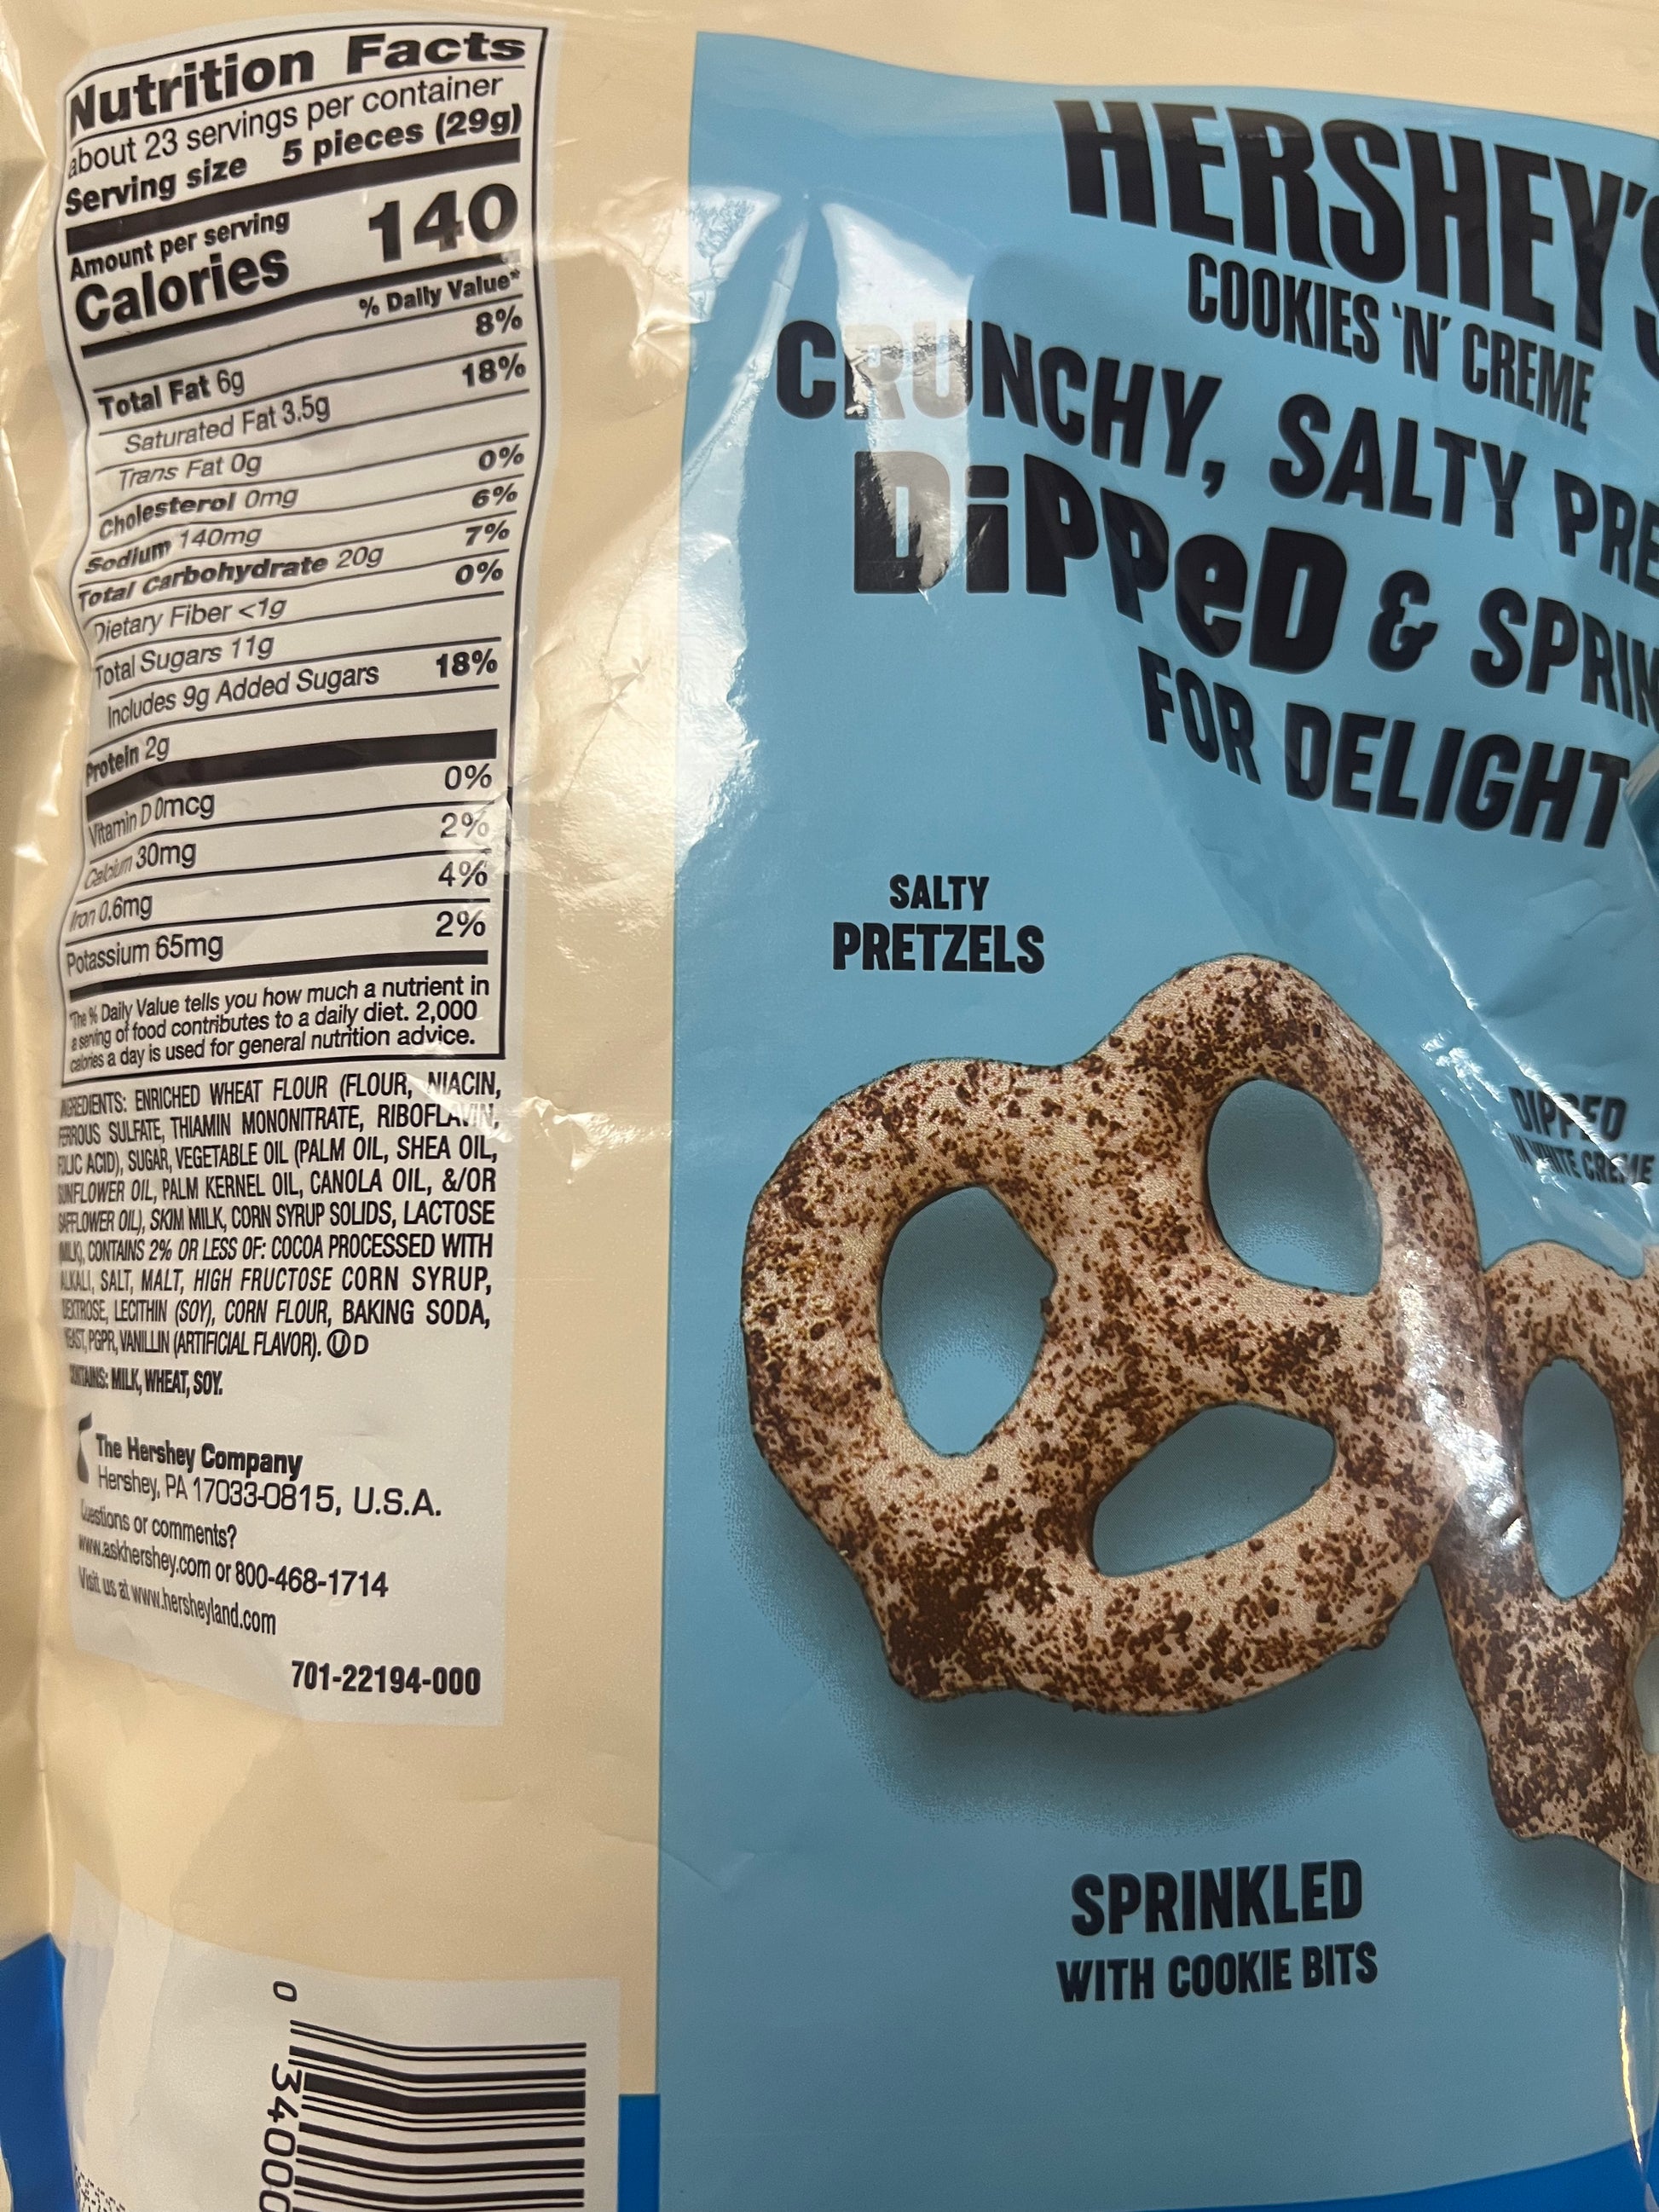 Nutrition Facts
about 23 servings per container
Serving size 5 pieces (29g)
Amount per serving
Calories 140
% Daily Value*
Total Fat 6g 8%
Saturated Fat 3.5g 18%
Trans Fat 0g
Cholesterol 0mg 0%
Sodium 140mg 6%
Total Carbohydrate 20g 7%
Dietary Fiber <1g 0%
Total Sugars 11g
Includes 9g Added Sugars 18%
Protein 2g
Vitamin D 0mcg 0%
Calcium 30mg 2%
Iron 0.6mg 4%
Potassium 65mg 2%
*The % Daily Value tells you how much a nutrient in
a serving of food contributes to a daily diet. 2,000
calories a day is used for general nutrition advice.
INGREDIENTS: ENRICHED WHEAT FLOUR (FLOUR, NIACIN,
FERROUS SULFATE, THIAMIN MONONITRATE, RIBOFLAVIN,
FOLIC ACID), SUGAR, VEGETABLE OIL (PALM OIL, SHEA OIL,
SUNFLOWER OIL, PALM KERNEL OIL, CANOLA OIL, &/OR
SAFFLOWER OIL), SKIM MILK, CORN SYRUP SOLIDS, LACTOSE
(MILK), CONTAINS 2% OR LESS OF: COCOA PROCESSED WITH
ALKALI, SALT, MALT, HIGH FRUCTOSE CORN SYRUP,
DEXTROSE, LECITHIN (SOY), CORN FLOUR, BAKING SODA,
YEAST, PGPR, VANILLIN (ARTIFICIAL FLAVOR). Ⓤ D
CONTAINS: MILK, WHEAT, SOY.
The Hershey Company
Hershey, PA 17033-0815, U.S.A.
Questions or comments?
www.askhershey.com or 800-468-1714
Visit us at www.hersheyland.com
701-22194-000
0 3400
HERSHEY'S
COOKIES 'N' CREME
CRUNCHY, SALTY PRE
DiPPeD & SPRIN
FOR DELIGHT
SALTY
PRETZELS
DIPPED
IN WHITE CREME
SPRINKLED
WITH COOKIE BITS